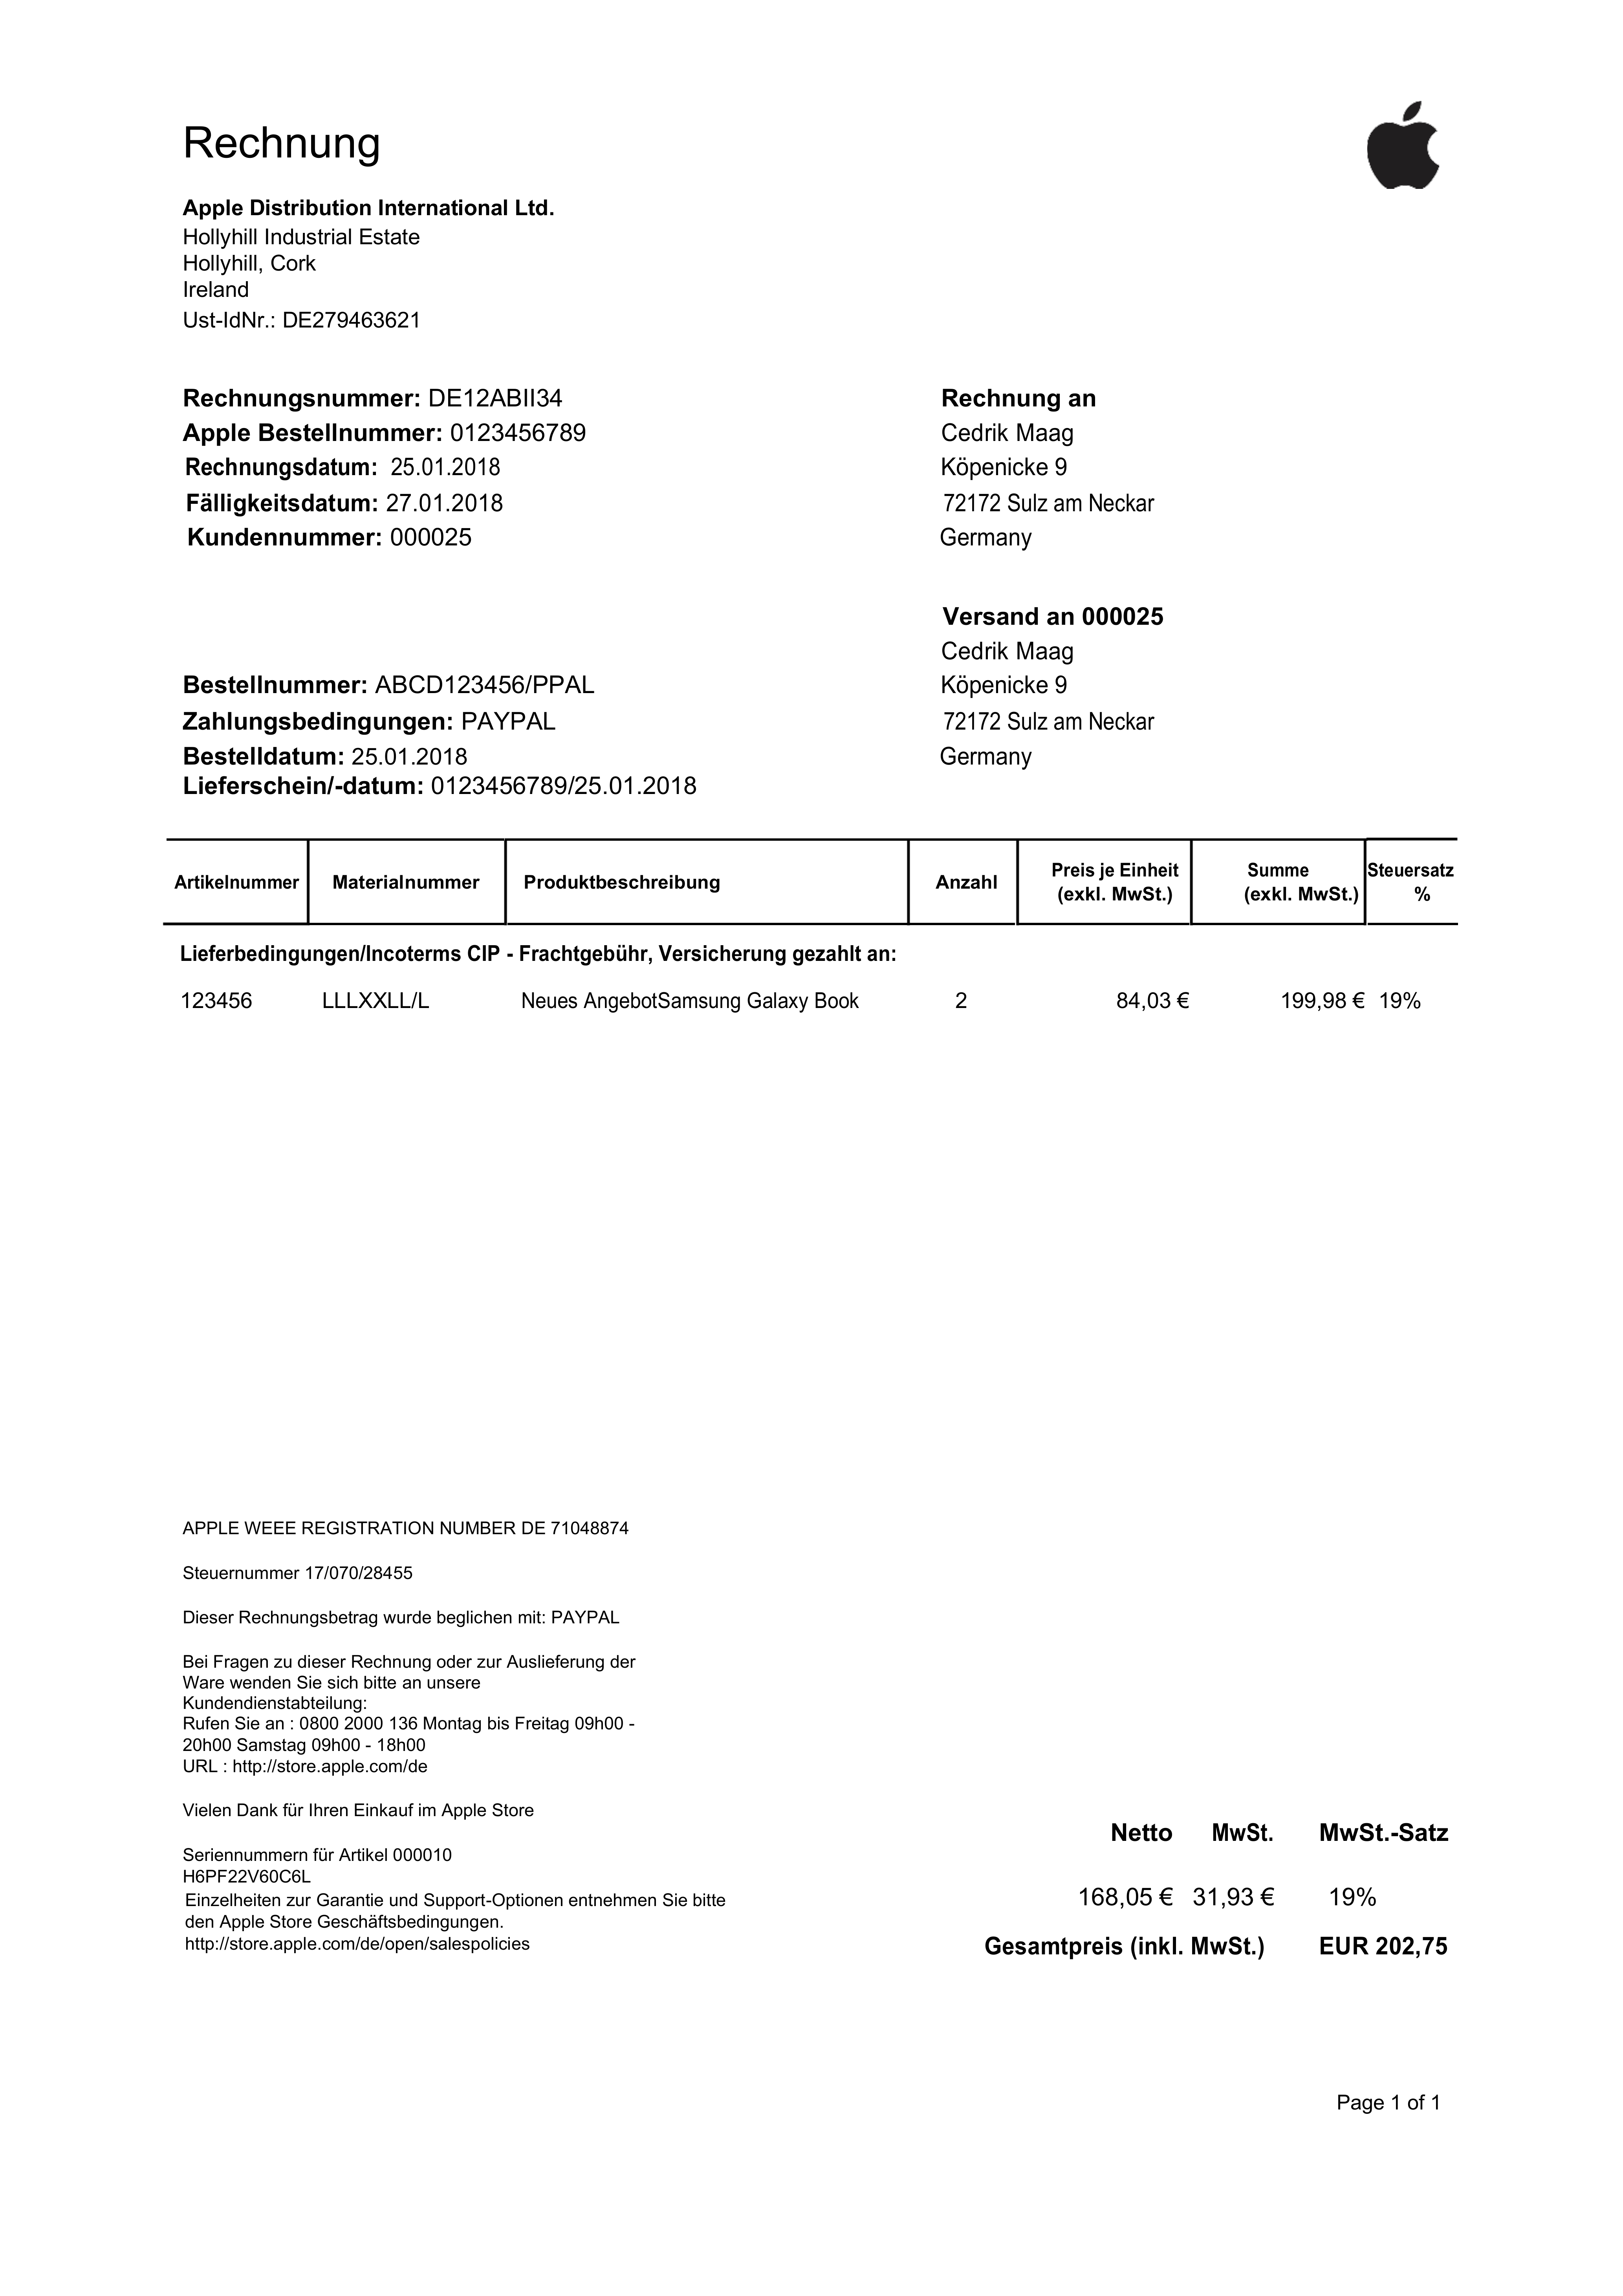 Rechnung
Apple Distribution International Ltd.
Hollyhill Industrial Estate
Hollyhill, Cork
Ireland
Ust-IdNr.: DE279463621
Rechnungsnummer: DE12ABII34
Apple Bestellnummer: 0123456789
Rechnungsdatum: 25.01.2018
Fälligkeitsdatum: 27.01.2018
Kundennummer: 000025
Rechnung an
Cedrik Maag
Köpenicke 9
72172 Sulz am Neckar
Germany
Versand an 000025
Cedrik Maag
Köpenicke 9
72172 Sulz am Neckar
Germany
Bestellnummer: ABCD123456/PPAL
Zahlungsbedingungen: PAYPAL
Bestelldatum: 25.01.2018
Lieferschein/-datum: 0123456789/25.01.2018
Artikelnummer Materialnummer Produktbeschreibung Anzahl Preis je Einheit (exkl. MwSt.) Summe (exkl. MwSt.) Steuersatz %
Lieferbedingungen/Incoterms CIP - Frachtgebühr, Versicherung gezahlt an:
123456 LLLXXLL/L Neues AngebotSamsung Galaxy Book 2 84,03 € 199,98 € 19%
APPLE WEEE REGISTRATION NUMBER DE 71048874
Steuernummer 17/070/28455
Dieser Rechnungsbetrag wurde beglichen mit: PAYPAL
Bei Fragen zu dieser Rechnung oder zur Auslieferung der
Ware wenden Sie sich bitte an unsere
Kundendienstabteilung:
Rufen Sie an : 0800 2000 136 Montag bis Freitag 09h00 -
20h00 Samstag 09h00 - 18h00
URL : http://store.apple.com/de
Vielen Dank für Ihren Einkauf im Apple Store
Seriennummern für Artikel 000010
H6PF22V60C6L
Einzelheiten zur Garantie und Support-Optionen entnehmen Sie bitte
den Apple Store Geschäftsbedingungen.
http://store.apple.com/de/open/salespolicies
Netto MwSt. MwSt.-Satz
168,05 € 31,93 € 19%
Gesamtpreis (inkl. MwSt.) EUR 202,75
Page 1 of 1